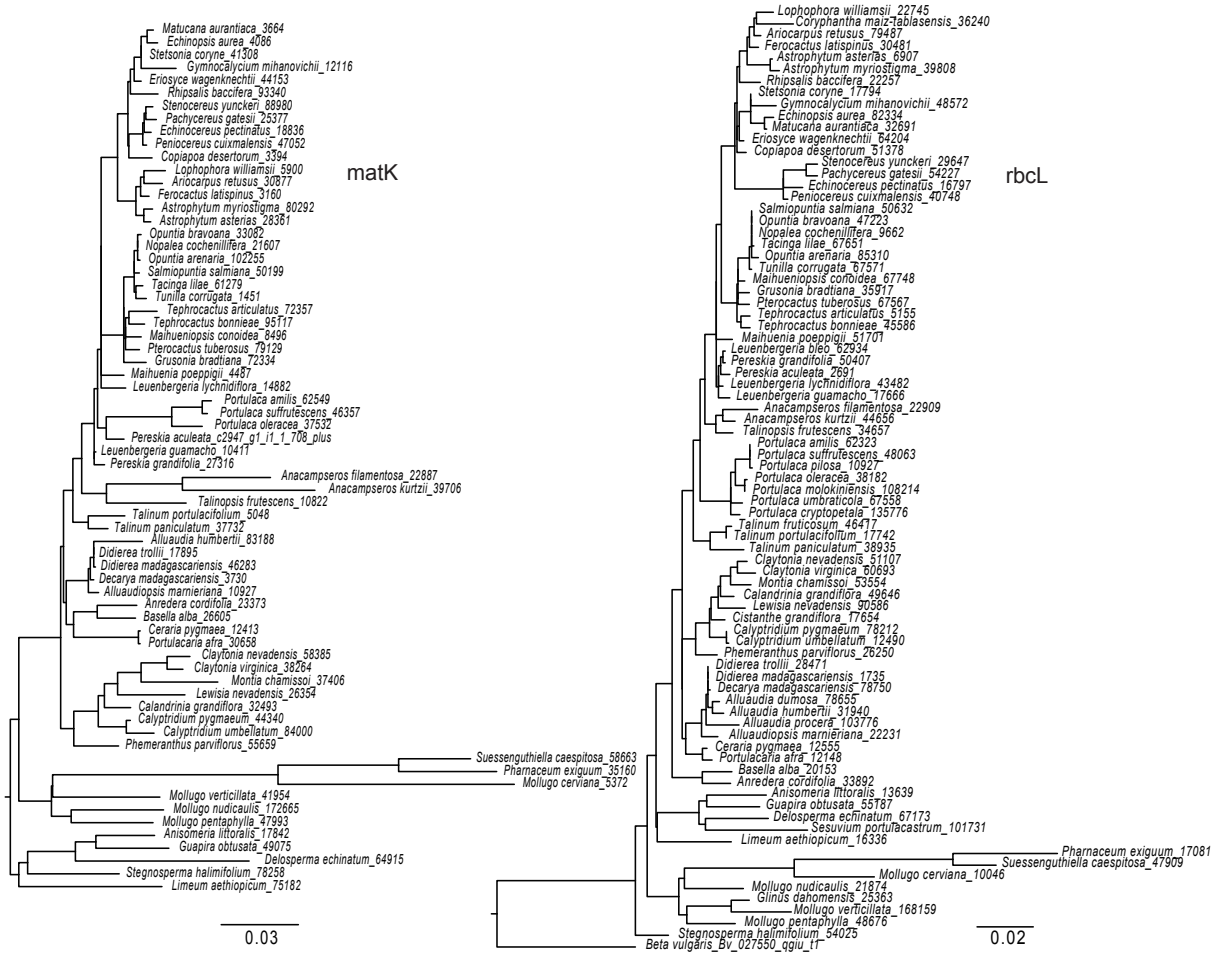 Matucana aurantiaca_3664
Echinopsis aurea_4086
Stetsonia coryne_41308
Gymnocalycium mihanovichii_12116
Eriosyce wagenknechtii_44153
Rhipsalis baccifera_93340
Stenocereus yunckeri_88980
Pachycereus gatesii_25377
Echinocereus pectinatus_18836
Peniocereus cuixmalensis_47052
Copiapoa desertorum_3394
Lophophora williamsii_5900
Ariocarpus retusus_30877
Ferocactus latispinus_3160
Astrophytum myriostigma_80292
Astrophytum asterias_28361
Opuntia bravoana_33082
Nopalea cochenillifera_21607
Opuntia arenaria_102255
Salmiopuntia salmiana_50199
Tacinga lilae_61279
Tunilla corrugata_1451
Tephrocactus articulatus_72357
Tephrocactus bonnieae_95117
Maihueniopsis conoidea_8496
Pterocactus tuberosus_79129
Grusonia bradtiana_72334
Maihuenia poeppigii_4487
Leuenbergeria lychnidiflora_14882
Portulaca amilis_62549
Portulaca suffrutescens_46357
Portulaca oleracea_37532
Pereskia aculeata_c2947_g1_i1_1_708_plus
Leuenbergeria guamacho_10411
Pereskia grandifolia_27316
Anacampseros filamentosa_22887
Anacampseros kurtzii_39706
Talinopsis frutescens_10822
Talinum portulacifolium_5048
Talinum paniculatum_37732
Alluaudia humbertii_83188
Didierea trollii_17895
Didierea madagascariensis_46283
Decarya madagascariensis_3730
Alluaudiopsis marnieriana_10927
Anredera cordifolia_23373
Basella alba_26605
Ceraria pygmaea_12413
Portulacaria afra_30658
Claytonia nevadensis_58385
Claytonia virginica_38264
Montia chamissoi_37406
Lewisia nevadensis_26354
Calandrinia grandiflora_32493
Calyptridium pygmaeum_44340
Calyptridium umbellatum_84000
Phemeranthus parviflorus_55659
Suessenguthiella caespitosa_58663
Pharnaceum exiguum_35160
Mollugo cerviana_5372
Mollugo verticillata_41954
Mollugo nudicaulis_172665
Mollugo pentaphylla_47993
Anisomeria littoralis_17842
Guapira obtusata_49075
Delosperma echinatum_64915
Stegnosperma halimifolium_78258
Limeum aethiopicum_75182
matK
0.03
Lophophora williamsii_22745
Coryphantha maiz-tablasensis_36240
Ariocarpus retusus_79487
Ferocactus latispinus_30481
Astrophytum asterias_6907
Astrophytum myriostigma_39808
Rhipsalis baccifera_22257
Stetsonia coryne_17794
Gymnocalycium mihanovichii_48572
Echinopsis aurea_82334
Matucana aurantiaca_32691
Eriosyce wagenknechtii_64204
Copiapoa desertorum_51378
Stenocereus yunckeri_29647
Pachycereus gatesii_54227
Echinocereus pectinatus_16797
Peniocereus cuixmalensis_40748
Salmiopuntia salmiana_50632
Opuntia bravoana_47223
Nopalea cochenillifera_9662
Tacinga lilae_67651
Opuntia arenaria_85310
Tunilla corrugata_67571
Maihueniopsis conoidea_67748
Grusonia bradtiana_35917
Pterocactus tuberosus_67567
Tephrocactus articulatus_5155
Tephrocactus bonnieae_45586
Maihuenia poeppigii_51701
Leuenbergeria bleo_62934
Pereskia grandifolia_50407
Pereskia aculeata_2691
Leuenbergeria lychnidiflora_43482
Leuenbergeria guamacho_17666
Anacampseros filamentosa_22909
Anacampseros kurtzii_44656
Talinopsis frutescens_34657
Portulaca amilis_62323
Portulaca suffrutescens_48063
Portulaca pilosa_10927
Portulaca oleracea_38182
Portulaca molokiniensis_108214
Portulaca umbraticola_67558
Portulaca cryptopetala_135776
Talinum fruticosum_46417
Talinum portulacifolium_17742
Talinum paniculatum_38935
Claytonia nevadensis_51107
Claytonia virginica_60693
Montia chamissoi_53554
Calandrinia grandiflora_49646
Lewisia nevadensis_90586
Cistanthe grandiflora_17654
Calyptridium pygmaeum_78212
Calyptridium umbellatum_12490
Phemeranthus parviflorus_26250
Didierea trollii_28471
Didierea madagascariensis_1735
Decarya madagascariensis_78750
Alluaudia dumosa_78655
Alluaudia humbertii_31940
Alluaudia procera_103776
Alluaudiopsis marnieriana_22231
Ceraria pygmaea_12555
Portulacaria afra_12148
Basella alba_20153
Anredera cordifolia_33892
Anisomeria littoralis_13639
Guapira obtusata_55187
Delosperma echinatum_67173
Sesuvium portulacastrum_101731
Limeum aethiopicum_16336
Pharnaceum exiguum_17081
Suessenguthiella caespitosa_47909
Mollugo cerviana_10046
Mollugo nudicaulis_21874
Glinus dahomensis_25363
Mollugo verticillata_168159
Mollugo pentaphylla_48676
Stegnosperma halimifolium_54025
Beta vulgaris_Bv_027550_qgiu_t1
rbcL
0.02